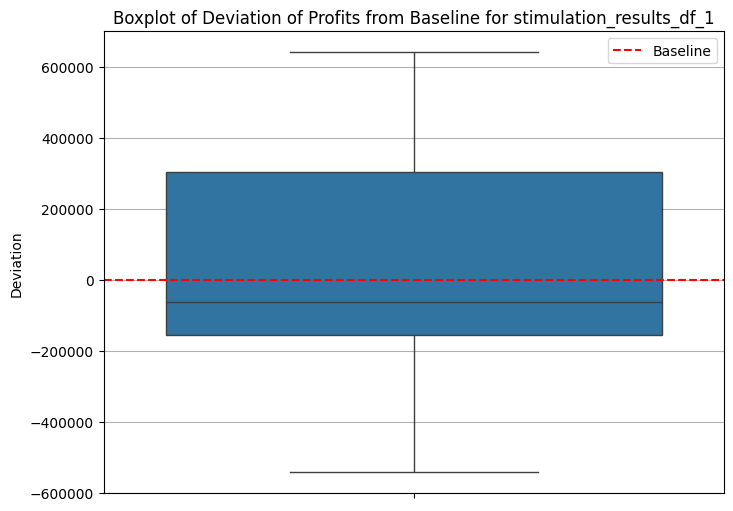 Boxplot of Deviation of Profits from Baseline for stimulation_results_df_1
Baseline
600000
400000
200000
0
−200000
−400000
−600000
Deviation